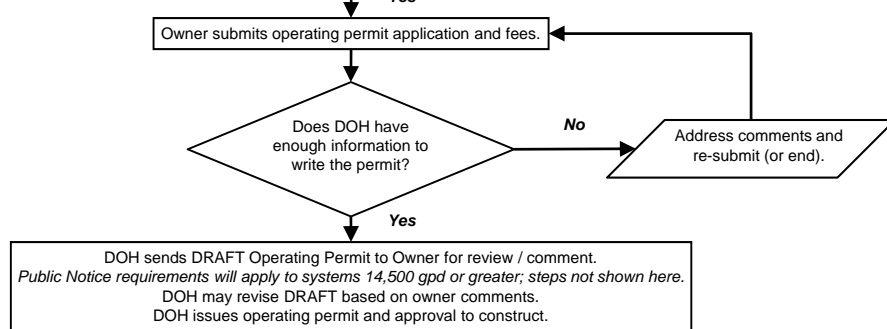 Yes
Owner submits operating permit application and fees.
Does DOH have
enough information to
write the permit?
No
Address comments and
re-submit (or end).
Yes
DOH sends DRAFT Operating Permit to Owner for review / comment.
Public Notice requirements will apply to systems 14,500 gpd or greater; steps not shown here.
DOH may revise DRAFT based on owner comments.
DOH issues operating permit and approval to construct.